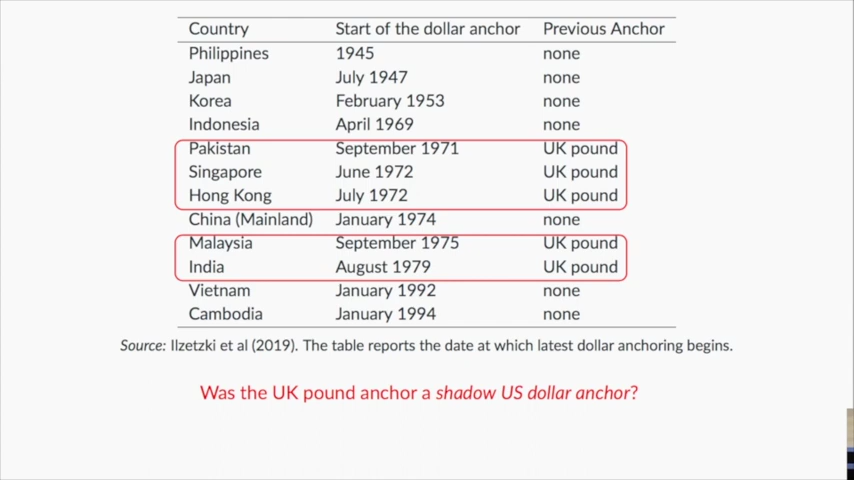 Country Start of the dollar anchor Previous Anchor
Philippines 1945 none
Japan July 1947 none
Korea February 1953 none
Indonesia April 1969 none
Pakistan September 1971 UK pound
Singapore June 1972 UK pound
Hong Kong July 1972 UK pound
China (Mainland) January 1974 none
Malaysia September 1975 UK pound
India August 1979 UK pound
Vietnam January 1992 none
Cambodia January 1994 none
Source: Ilzetzki et al (2019). The table reports the date at which latest dollar anchoring begins.
Was the UK pound anchor a shadow US dollar anchor?